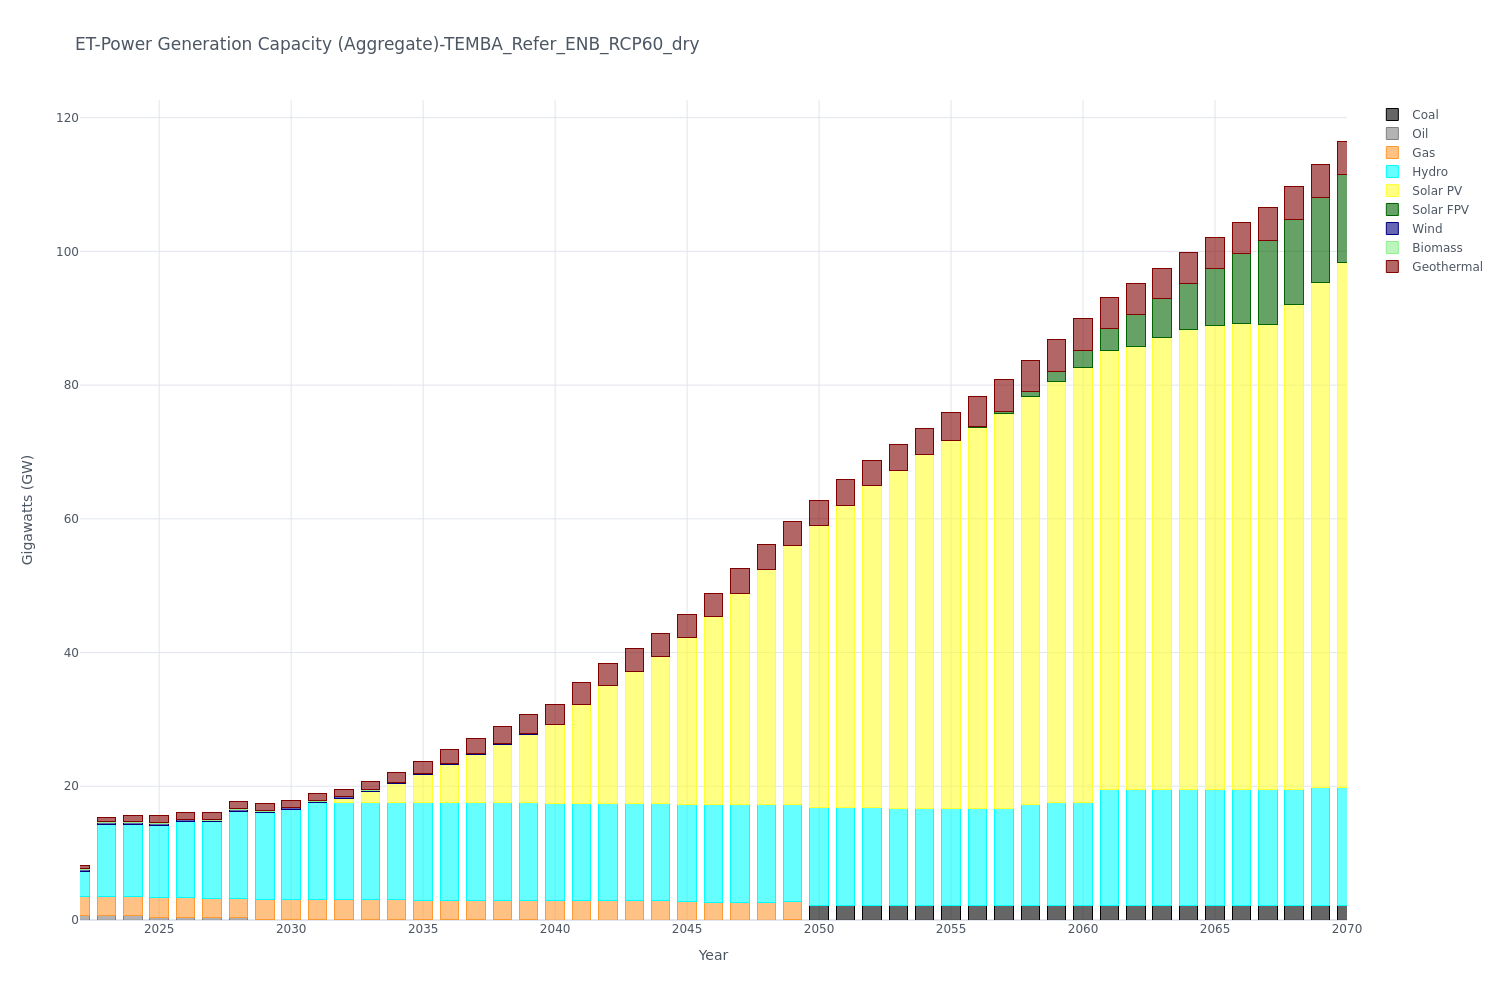 ET-Power Generation Capacity (Aggregate)-TEMBA_Refer_ENB_RCP60_dry
Coal
Oil
Gas
Hydro
Solar PV
Solar FPV
Wind
Biomass
Geothermal
120
100
80
60
40
20
0
Gigawatts (GW)
2025 2030 2035 2040 2045 2050 2055 2060 2065 2070
Year